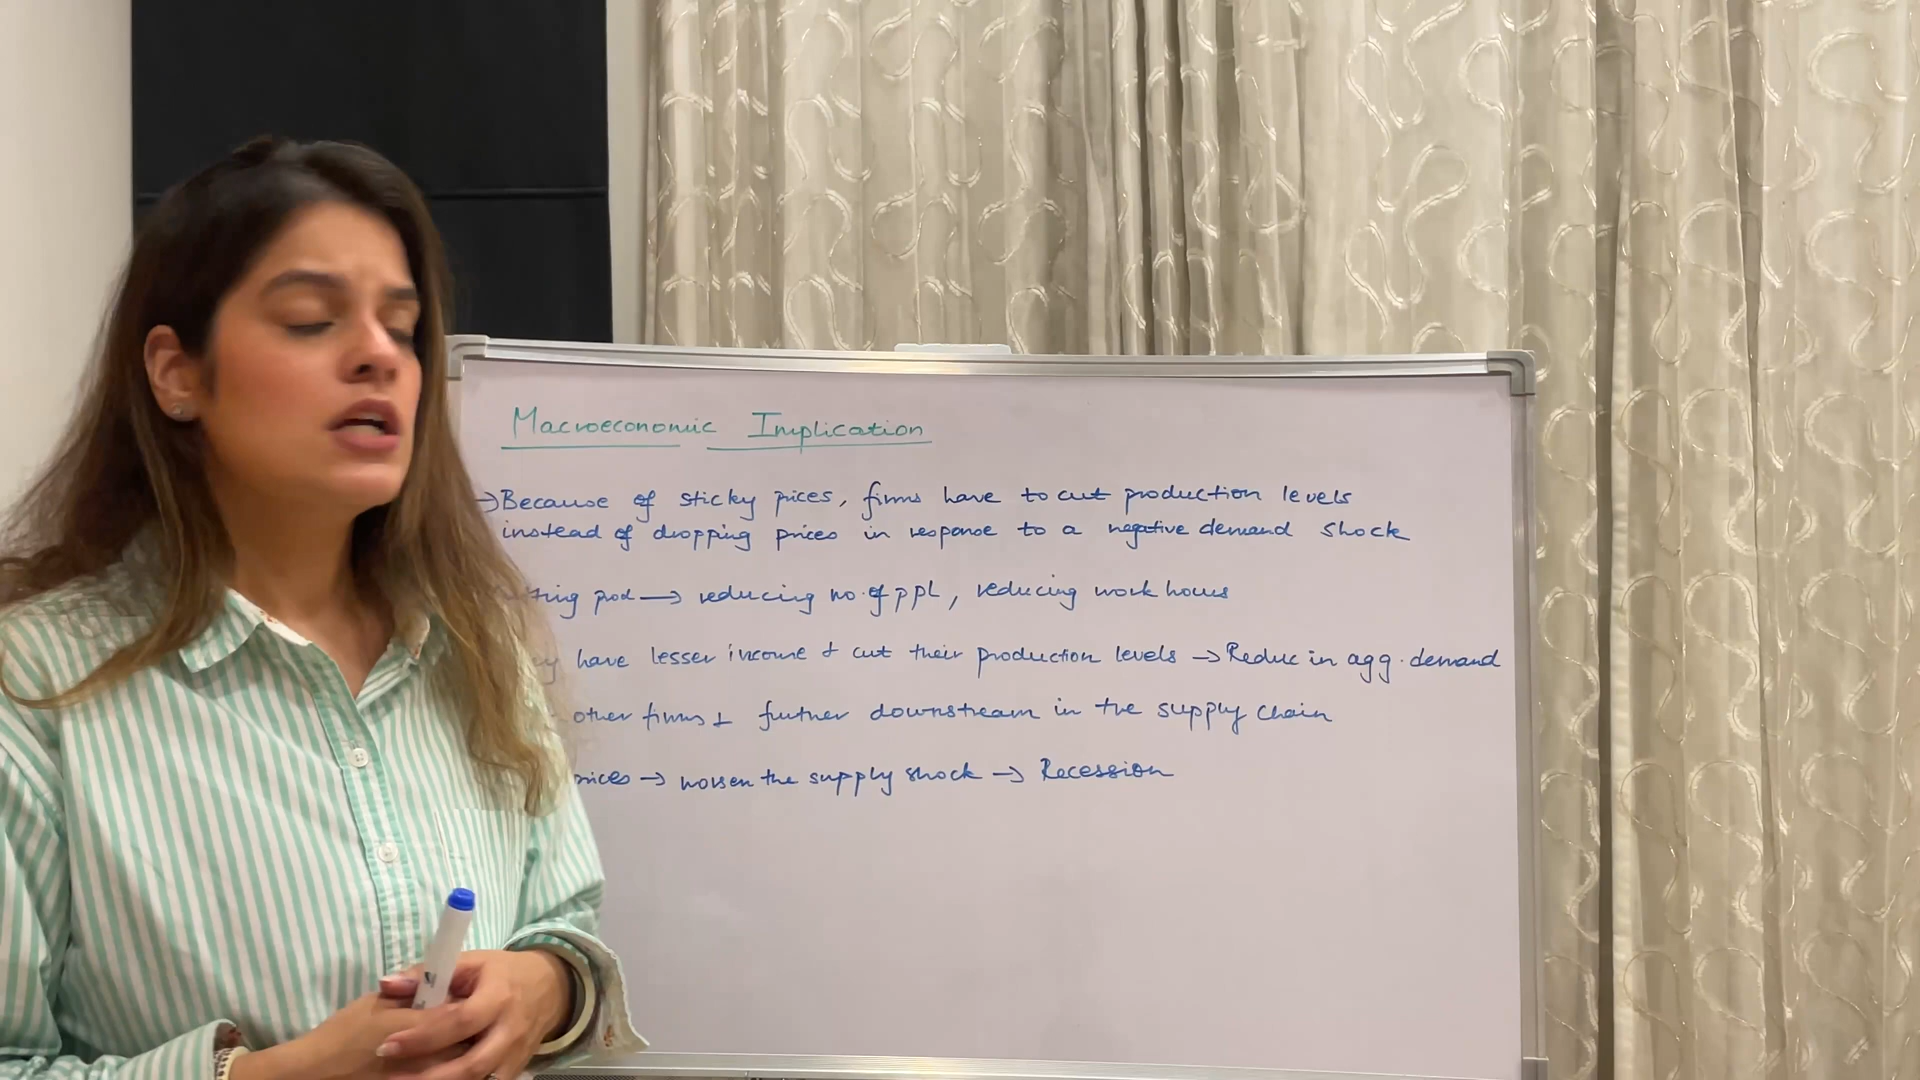 Macroeconomic Implication
→ Because of sticky prices, firms have to cut production levels
instead of dropping prices in response to a negative demand shock
prod → reducing no. of ppl, reducing work hours
have lesser income & cut their production levels → Reduc in agg. demand
other firms & further downstream in the supply chain
→ worsen the supply shock → Recession